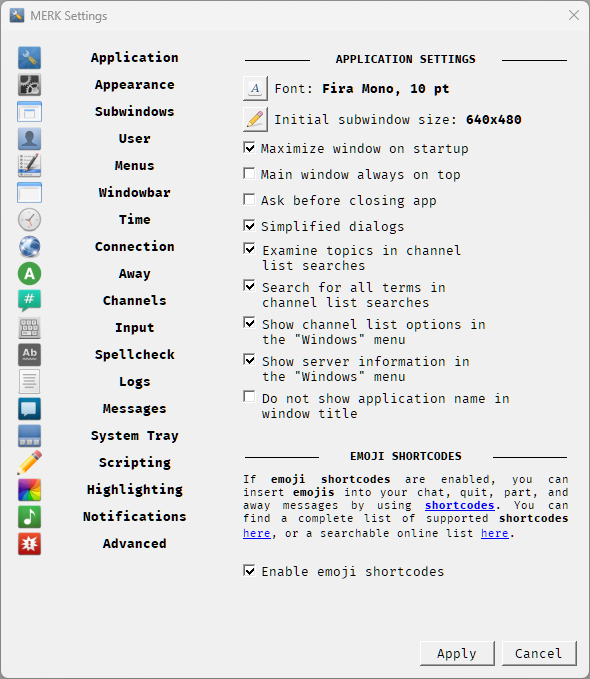 MERK Settings
Application
Appearance
Subwindows
User
Menus
Windowbar
Time
Connection
A
Away
#
Channels
Input
Ab
Spellcheck
Logs
Messages
System Tray
Scripting
Highlighting
Notifications
Advanced
APPLICATION SETTINGS
A
Font: Fira Mono, 10 pt
Initial subwindow size: 640x480
Maximize window on startup
Main window always on top
Ask before closing app
Simplified dialogs
Examine topics in channel
list searches
Search for all terms in
channel list searches
Show channel list options in
the "Windows" menu
Show server information in
the "Windows" menu
Do not show application name in
window title
EMOJI SHORTCODES
If emoji shortcodes are enabled, you can
insert emojis into your chat, quit, part, and
away messages by using shortcodes. You can
find a complete list of supported shortcodes
here, or a searchable online list here.
Enable emoji shortcodes
Apply
Cancel